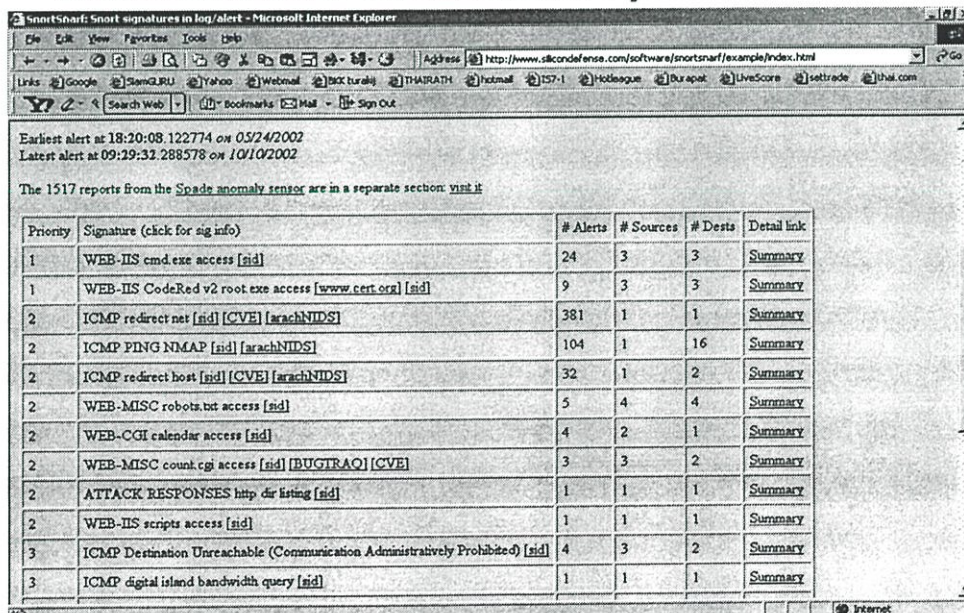 SnortSnarf: Snort signatures in log/alert - Microsoft Internet Explorer
File Edit View Favorites Tools Help
Address http://www.silicondefense.com/software/snortsnarf/example/index.html Go
Links Google SiamGURU Yahoo Webmail BKK turakij THAIRATH hotmail 157-1 Hotleague Burapat LiveScore settrade thai.com
Y? Search Web Bookmarks Mail Sign Out
Earliest alert at 18:20:08.122774 on 05/24/2002
Latest alert at 09:29:32.288578 on 10/10/2002
The 1517 reports from the Spade anomaly sensor are in a separate section: visit it
Priority Signature (click for sig info) # Alerts # Sources # Dests Detail link
1 WEB-IIS cmd.exe access [sid] 24 3 3 Summary
1 WEB-IIS CodeRed v2 root.exe access [www.cert.org] [sid] 9 3 3 Summary
2 ICMP redirect net [sid] [CVE] [arachNIDS] 381 1 1 Summary
2 ICMP PING NMAP [sid] [arachNIDS] 104 1 16 Summary
2 ICMP redirect host [sid] [CVE] [arachNIDS] 32 1 2 Summary
2 WEB-MISC robots.txt access [sid] 5 4 4 Summary
2 WEB-CGI calendar access [sid] 4 2 1 Summary
2 WEB-MISC count.cgi access [sid] [BUGTRAQ] [CVE] 3 3 2 Summary
2 ATTACK RESPONSES http dir listing [sid] 1 1 1 Summary
2 WEB-IIS scripts access [sid] 1 1 1 Summary
3 ICMP Destination Unreachable (Communication Administratively Prohibited) [sid] 4 3 2 Summary
3 ICMP digital island bandwidth query [sid] 1 1 1 Summary
Internet